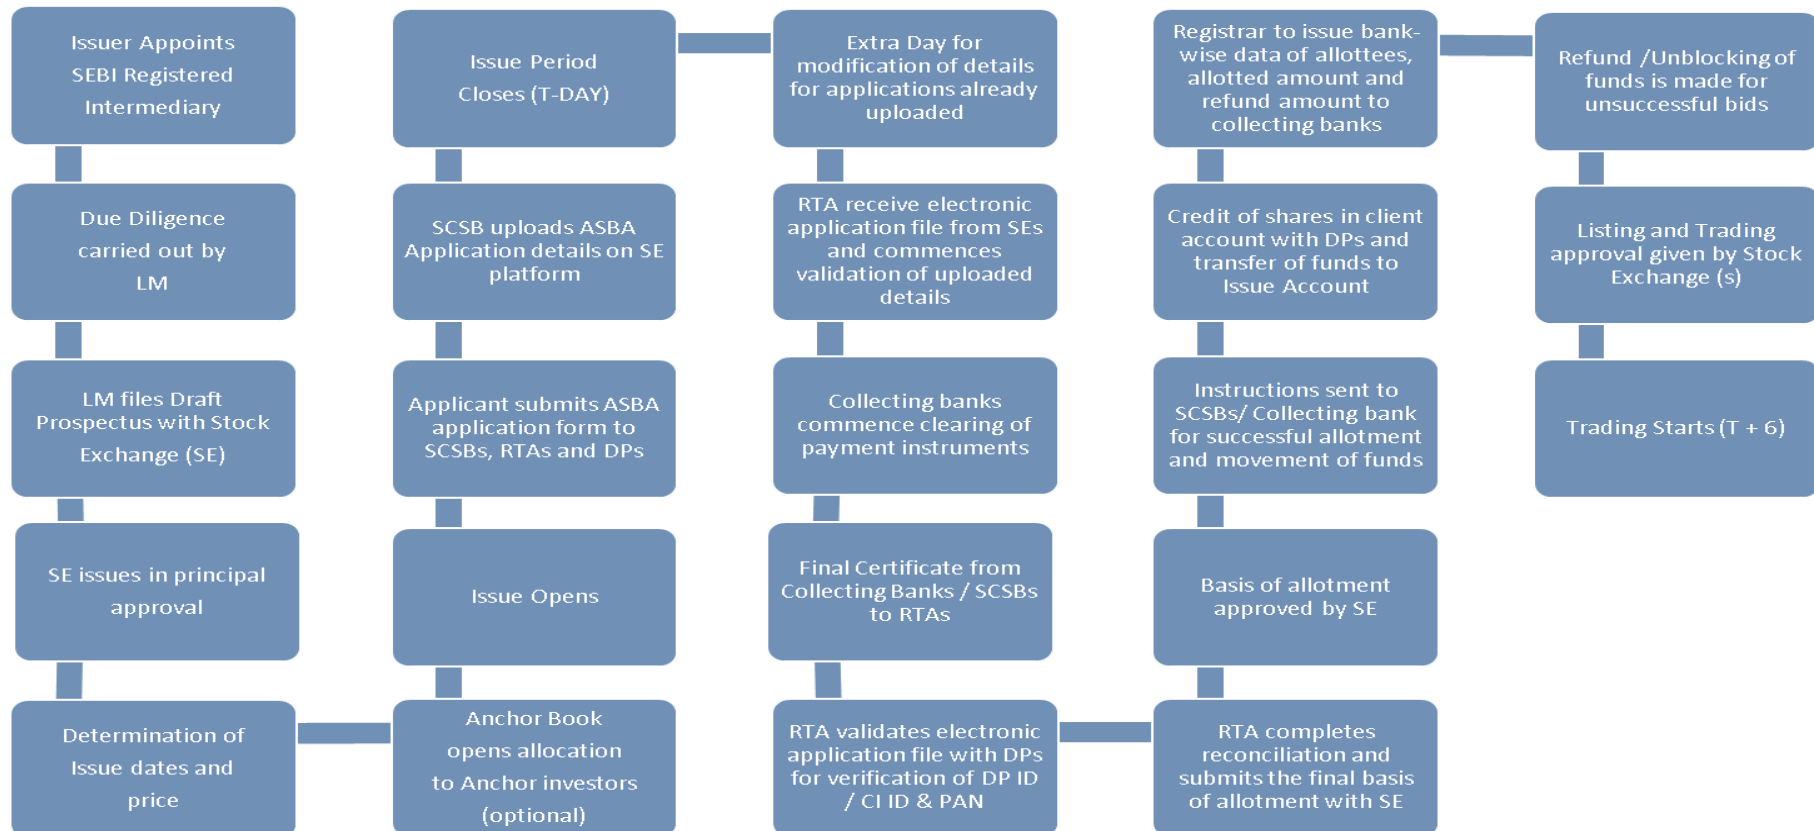 Issuer Appoints
SEBI Registered
Intermediary
Due Diligence
carried out by
LM
LM files Draft
Prospectus with Stock
Exchange (SE)
SE issues in principal
approval
Determination of
Issue dates and
price
Anchor Book
opens allocation
to Anchor investors
(optional)
Issue Opens
Applicant submits ASBA
application form to
SCSBs, RTAs and DPs
SCSB uploads ASBA
Application details on SE
platform
Issue Period
Closes (T-DAY)
Extra Day for
modification of details
for applications already
uploaded
RTA receive electronic
application file from SEs
and commences
validation of uploaded
details
Collecting banks
commence clearing of
payment instruments
Final Certificate from
Collecting Banks / SCSBs
to RTAs
RTA validates electronic
application file with DPs
for verification of DP ID
/ CI ID & PAN
RTA completes
reconciliation and
submits the final basis
of allotment with SE
Basis of allotment
approved by SE
Instructions sent to
SCSBs/ Collecting bank
for successful allotment
and movement of funds
Credit of shares in client
account with DPs and
transfer of funds to
Issue Account
Registrar to issue bank-
wise data of allottees,
allotted amount and
refund amount to
collecting banks
Refund /Unblocking of
funds is made for
unsuccessful bids
Listing and Trading
approval given by Stock
Exchange (s)
Trading Starts (T + 6)